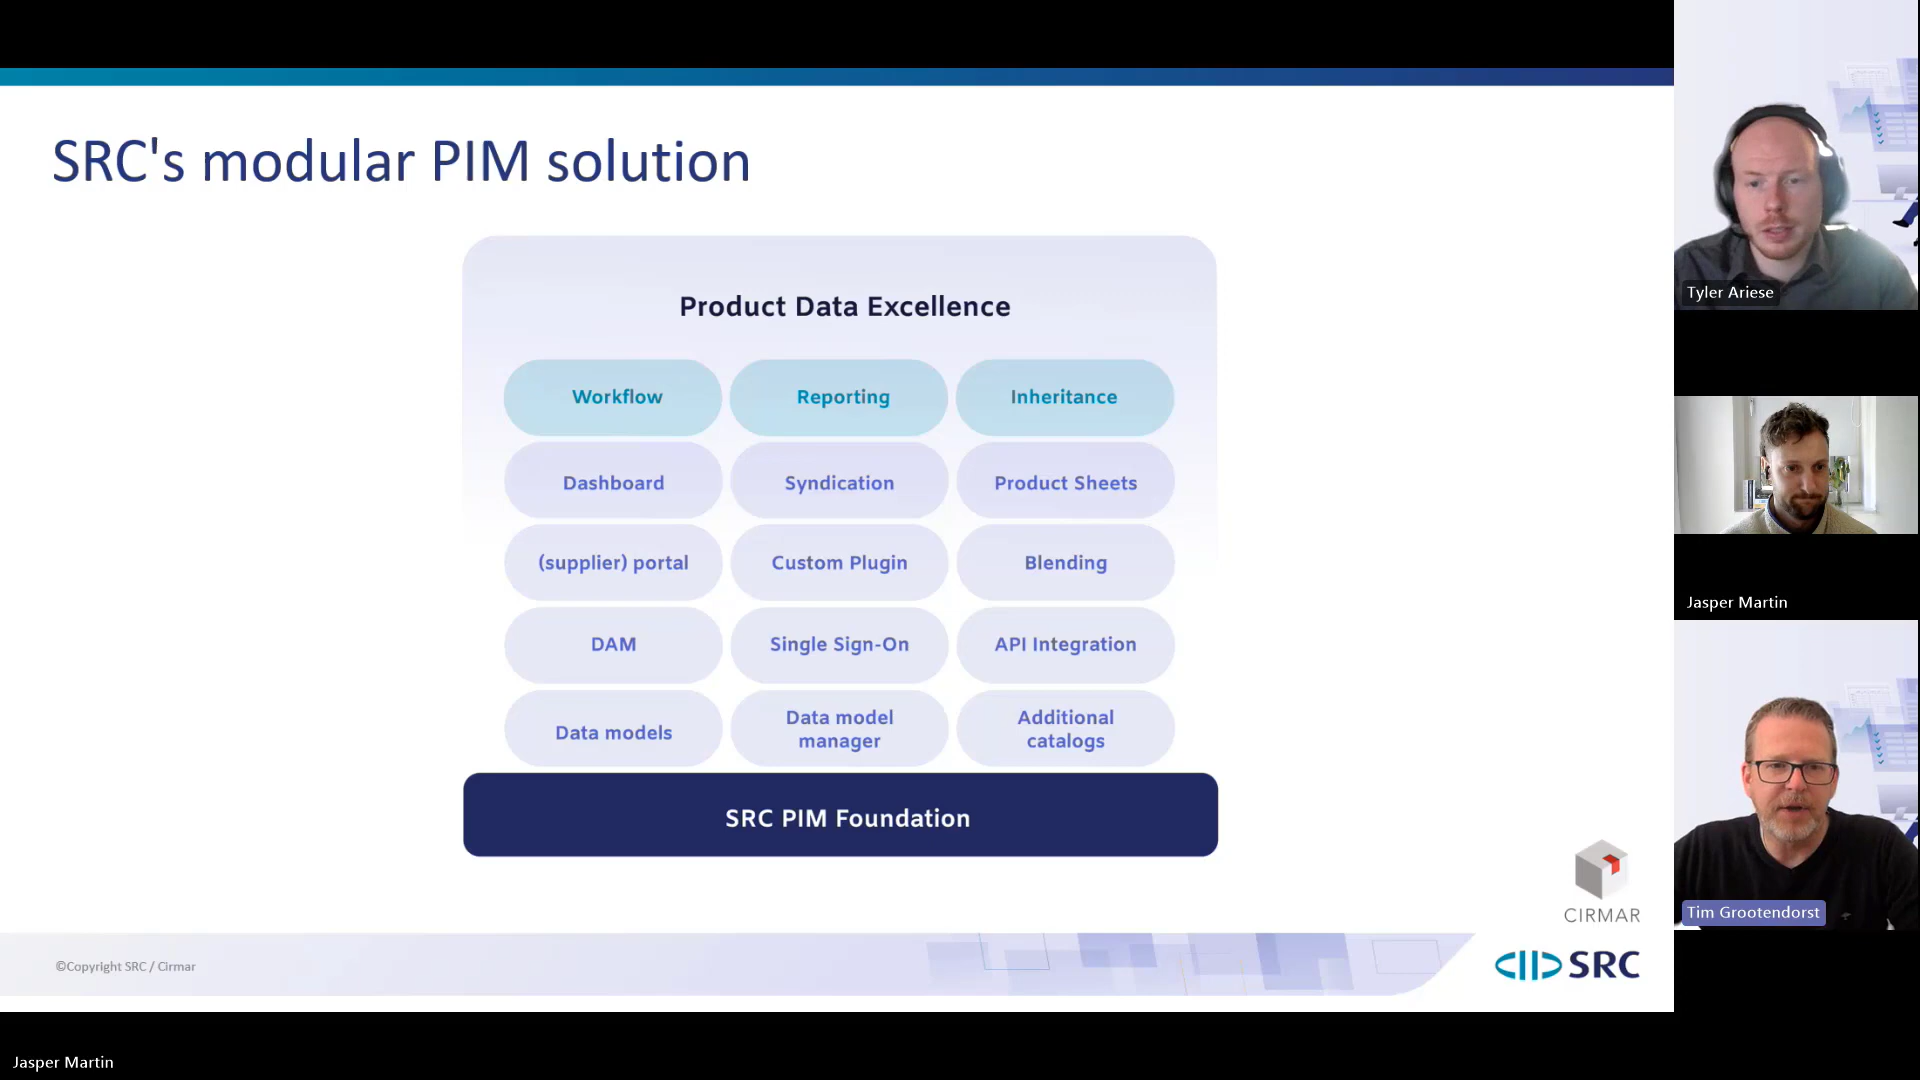 SRC's modular PIM solution
Product Data Excellence
Workflow
Reporting
Inheritance
Dashboard
Syndication
Product Sheets
(supplier) portal
Custom Plugin
Blending
DAM
Single Sign-On
API Integration
Data models
Data model
manager
Additional
catalogs
SRC PIM Foundation
CIRMAR
©Copyright SRC / Cirmar
SRC
Tyler Ariese
Jasper Martin
Tim Grootendorst
Jasper Martin